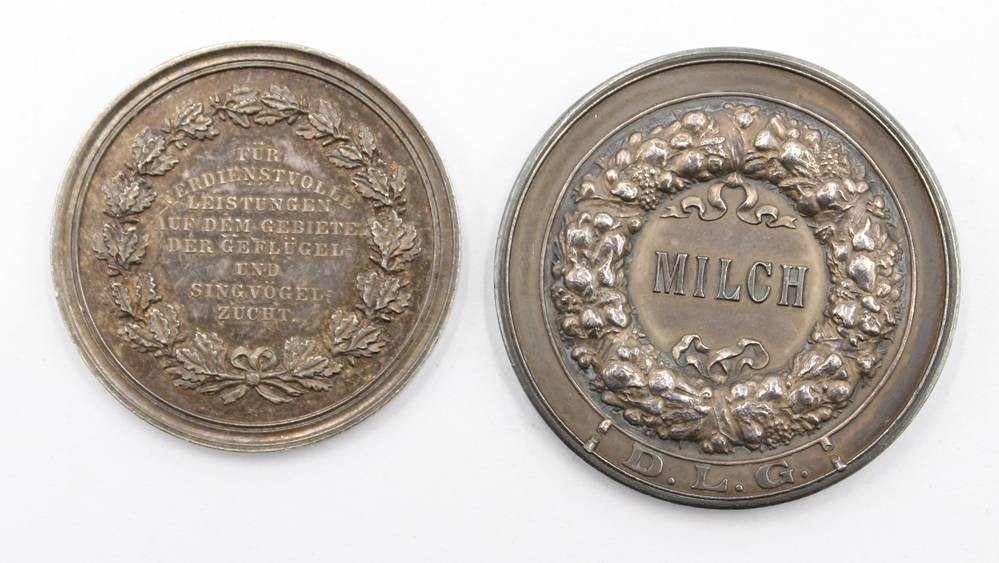 FÜR
VERDIENSTVOLLE
LEISTUNGEN
AUF DEM GEBIETE
DER GEFLÜGEL-
UND
SINGVÖGEL-
ZUCHT.
MILCH
D.L.G.